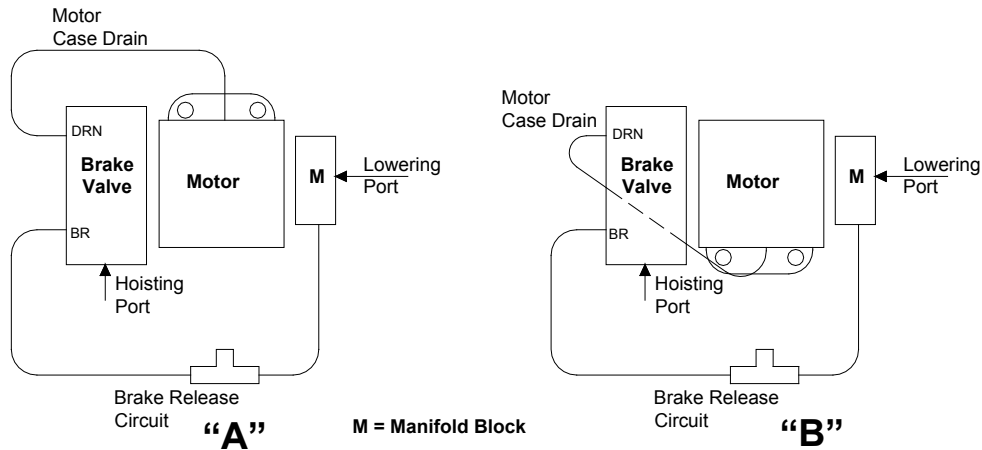 Motor
Case Drain
DRN
Brake
Valve
Motor
M
Lowering
Port
BR
Hoisting
Port
Brake Release
Circuit
“A”
M = Manifold Block
Motor
Case Drain
DRN
Brake
Valve
Motor
M
Lowering
Port
BR
Hoisting
Port
Brake Release
Circuit
“B”